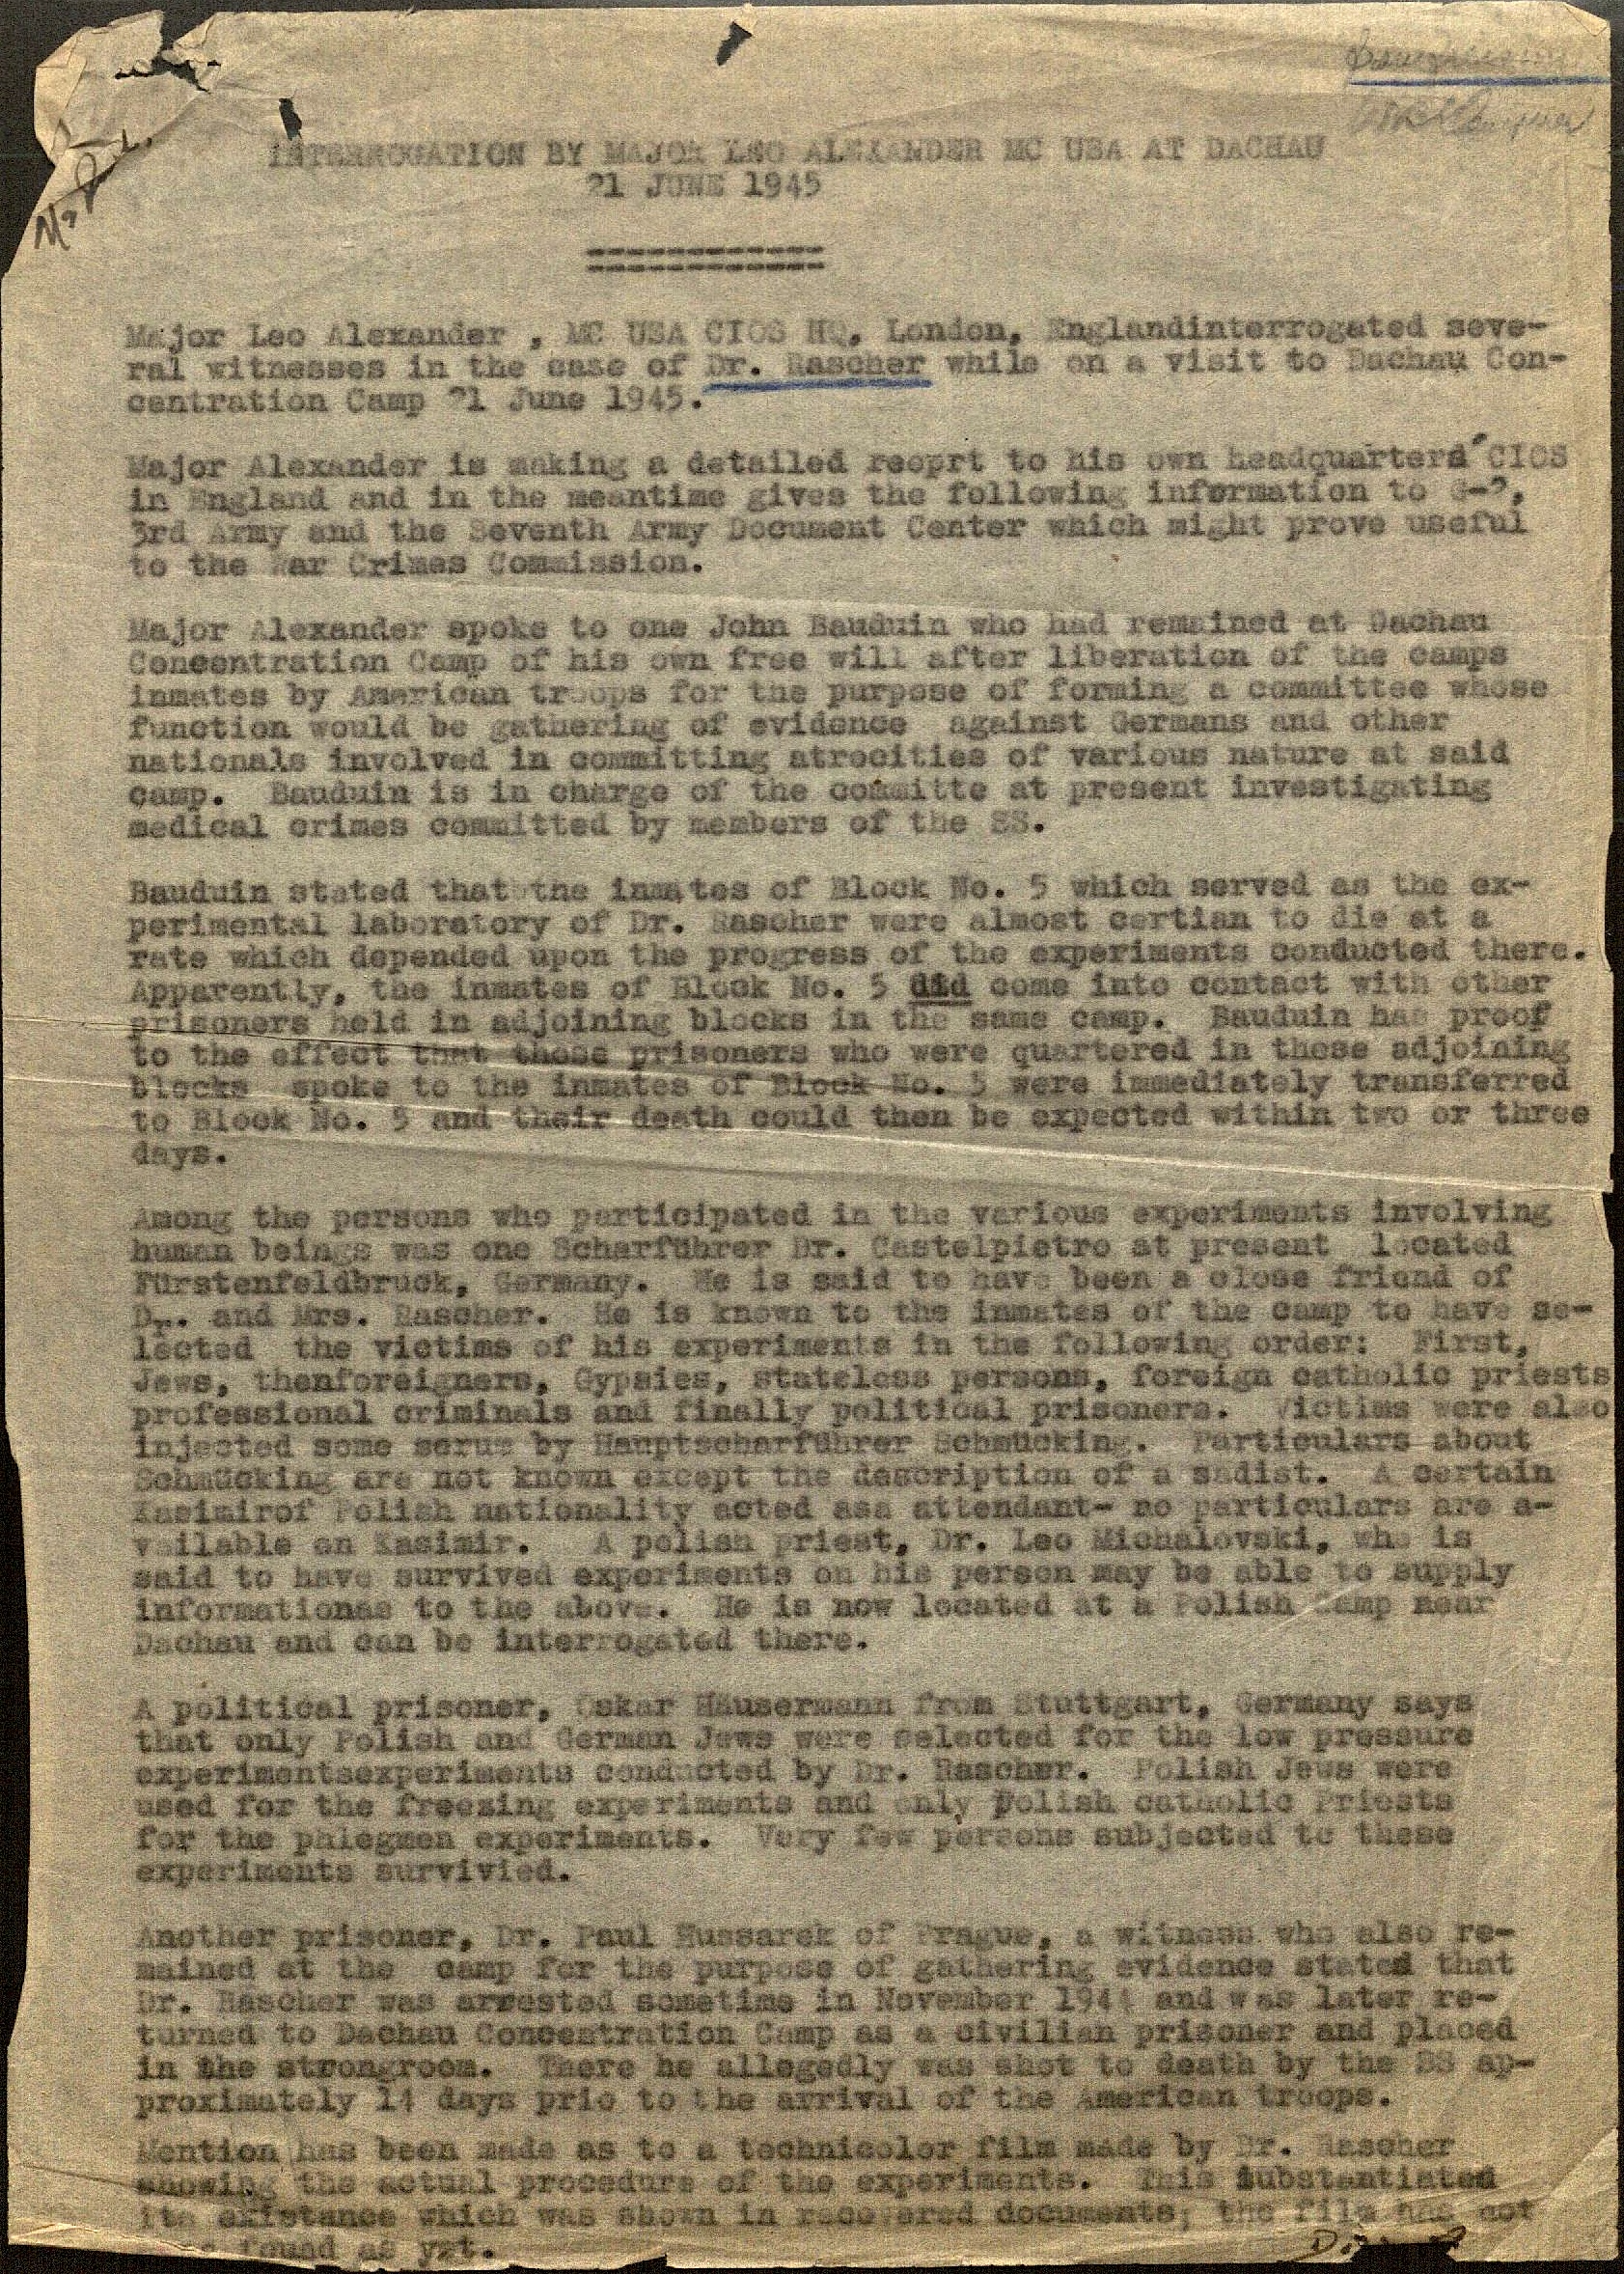 INTERROGATION BY MAJOR LEO ALEXANDER MC USA AT DACHAU
21 JUNE 1945
Major Leo Alexander , MC USA CIOS HQ, London, Englandinterrogated seve-
ral witnesses in the case of Dr. Rascher while on a visit to Dachau Con-
centration Camp 21 June 1945.
Major Alexander is making a detailed reoprt to his own headquarters CIOS
in England and in the meantime gives the following information to G-2,
3rd Army and the Seventh Army Document Center which might prove useful
to the War Crimes Commission.
Major Alexander spoke to one John Bauduin who had remained at Dachau
Concentration Camp of his own free will after liberation of the camps
inmates by American troops for the purpose of forming a committee whose
function would be gathering of evidence  against Germans and other
nationals involved in committing atrocities of various nature at said
camp.  Bauduin is in charge of the committe at present investigating
medical crimes committed by members of the SS.
Bauduin stated that the inmates of Block No. 5 which served as the ex-
perimental laboratory of Dr. Rascher were almost certian to die at a
rate which depended upon the progress of the experiments conducted there.
Apparently, the inmates of Block No. 5 did come into contact with other
prisoners held in adjoining blocks in the same camp.  Bauduin has proof
to the effect that those prisoners who were quartered in these adjoining
blocks  spoke to the inmates of Block No. 5 were immediately transferred
to Block No. 5 and their death could then be expected within two or three
days.
Among the persons who participated in the various experiments involving
human beings was one Scharführer Dr. Castelpietro at present  located
Fürstenfeldbruck, Germany.  He is said to have been a close friend of
Dr. and Mrs. Rascher.  He is known to the inmates of the camp to have se-
lected  the victims of his experiments in the following order:  First,
Jews, thenforeigners, Gypsies, stateless persons, foreign catholic priests
professional criminals and finally political prisoners.  Victims were also
injected some serum by Hauptscharführer Schmücking.  Particulars about
Schmücking are not known except the description of a sadist.  A certain
Kasimirof Polish nationality acted asa attendant- no particulars are a-
vailable on Kasimir.   A polish priest, Dr. Leo Michalovski, who is
said to have survived experiments on his person may be able to supply
informationas to the above.  He is now located at a Polish Camp near
Dachau and can be interrogated there.
A political prisoner, Oskar Häusermann from Stuttgart, Germany says
that only Polish and German Jews were selected for the low pressure
experimentsexperiments conducted by Dr. Rascher.  Polish Jews were
used for the freezing experiments and only Polish catholic Priests
for the phlegmen experiments.  Very few persons subjected to these
experiments survivied.
Another prisoner, Dr. Paul Hussarek of Prague, a witness who also re-
mained at the  camp for the purpose of gathering evidence stated that
Dr. Rascher was arrested sometime in November 1944 and was later re-
turned to Dachau Concentration Camp as a civilian prisoner and placed
in the strongroom.  There he allegedly was shot to death by the SS ap-
proximately 14 days prio to the arrival of the American troops.
Mention has been made as to a technicolor film made by Dr. Rascher
showing the actual procedure of the experiments.  This substantiated
its existance which was shown in recovered documents; the film has not
found as yet.